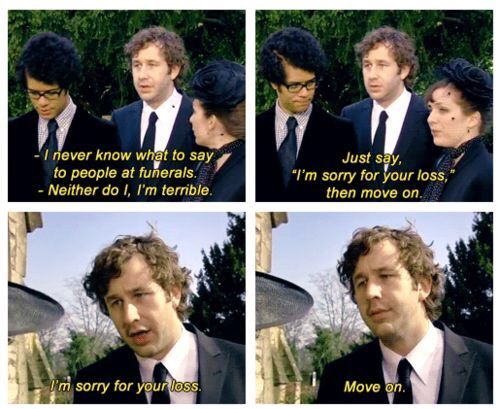 - I never know what to say
to people at funerals.
- Neither do I, I'm terrible.
Just say,
"I'm sorry for your loss,"
then move on.
I'm sorry for your loss.
Move on.